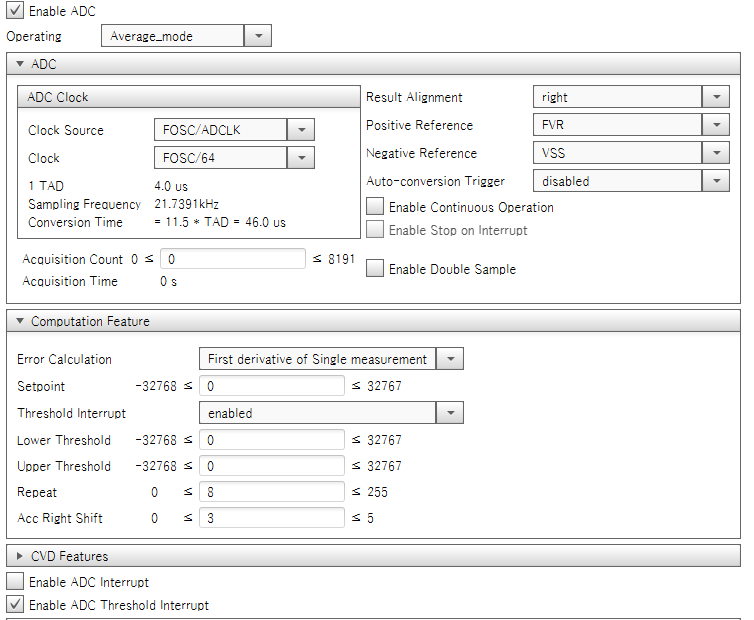 Enable ADC
Operating Average_mode
ADC
ADC Clock
Clock Source FOSC/ADCLK
Clock FOSC/64
1 TAD 4.0 us
Sampling Frequency 21.7391kHz
Conversion Time = 11.5 * TAD = 46.0 us
Result Alignment right
Positive Reference FVR
Negative Reference VSS
Auto-conversion Trigger disabled
Enable Continuous Operation
Enable Stop on Interrupt
Acquisition Count 0 ≤ 0 ≤ 8191
Acquisition Time 0 s
Enable Double Sample
Computation Feature
Error Calculation First derivative of Single measurement
Setpoint -32768 ≤ 0 ≤ 32767
Threshold Interrupt enabled
Lower Threshold -32768 ≤ 0 ≤ 32767
Upper Threshold -32768 ≤ 0 ≤ 32767
Repeat 0 ≤ 8 ≤ 255
Acc Right Shift 0 ≤ 3 ≤ 5
CVD Features
Enable ADC Interrupt
Enable ADC Threshold Interrupt